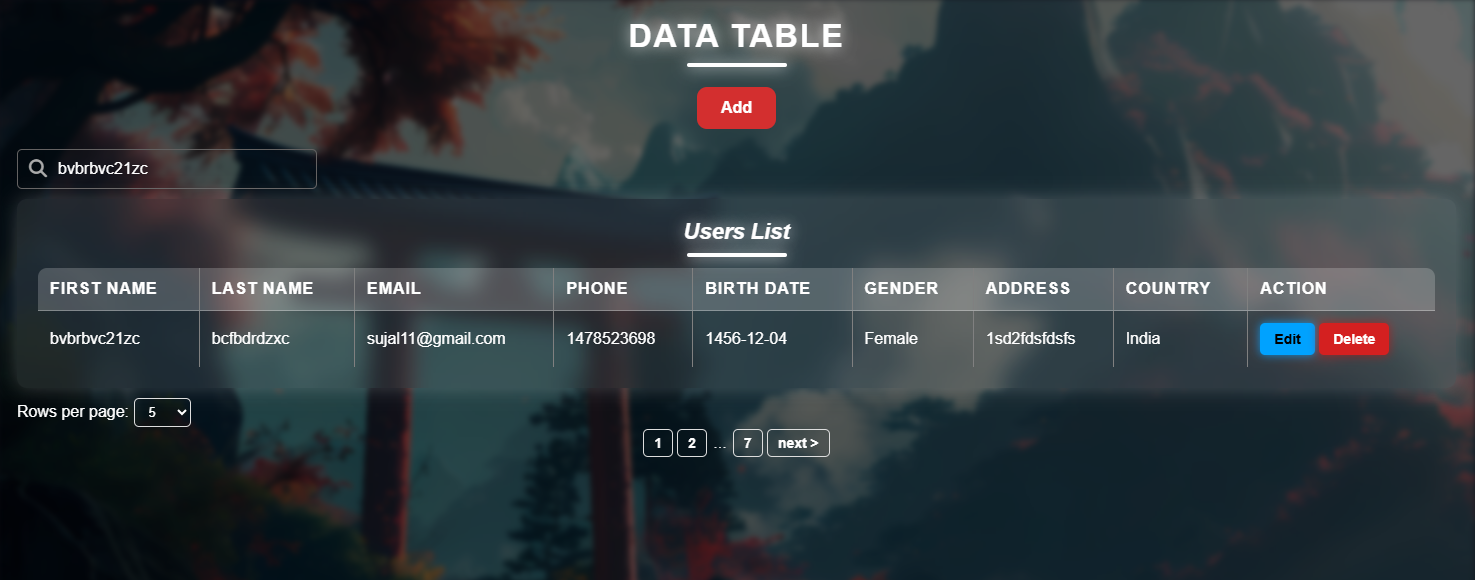 DATA TABLE
Add
bvbrbvc21zc
Users List
FIRST NAME LAST NAME EMAIL PHONE BIRTH DATE GENDER ADDRESS COUNTRY ACTION
bvbrbvc21zc bcfbdrdzxc sujal11@gmail.com 1478523698 1456-12-04 Female 1sd2fdsfdsfs India Edit Delete
Rows per page: 5
1 2 ... 7 next >